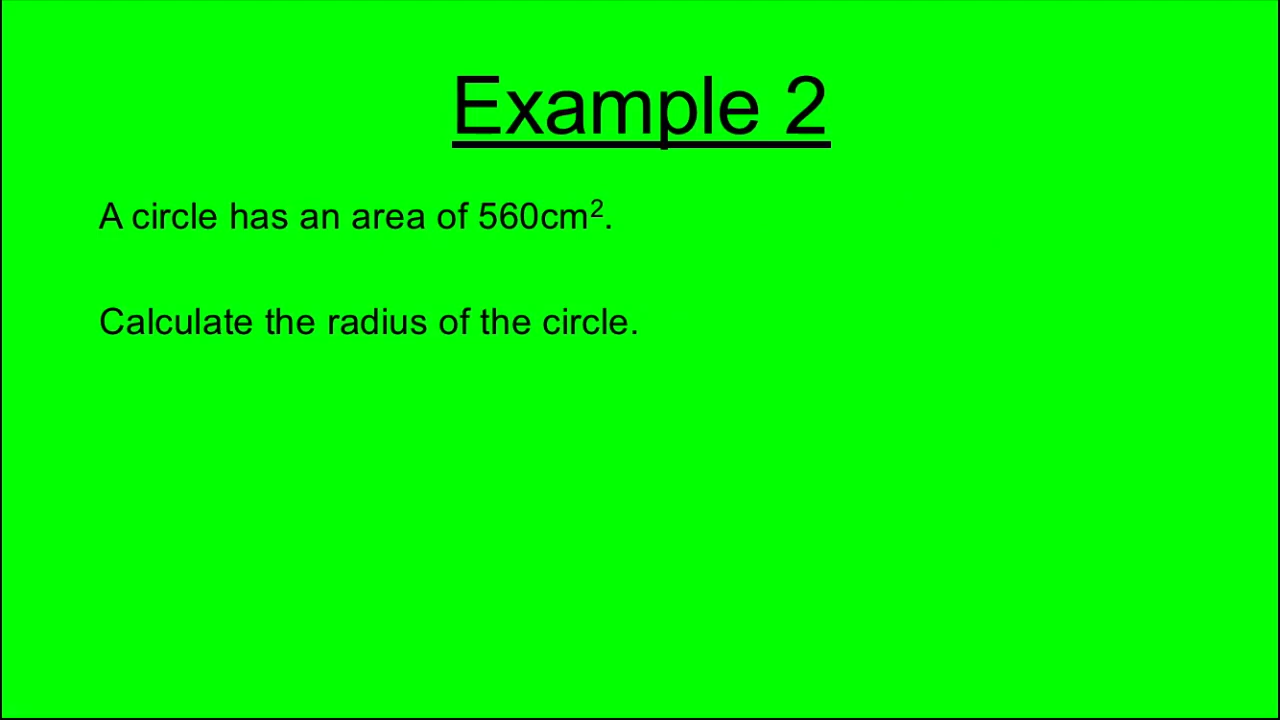 Example 2
A circle has an area of 560cm².
Calculate the radius of the circle.